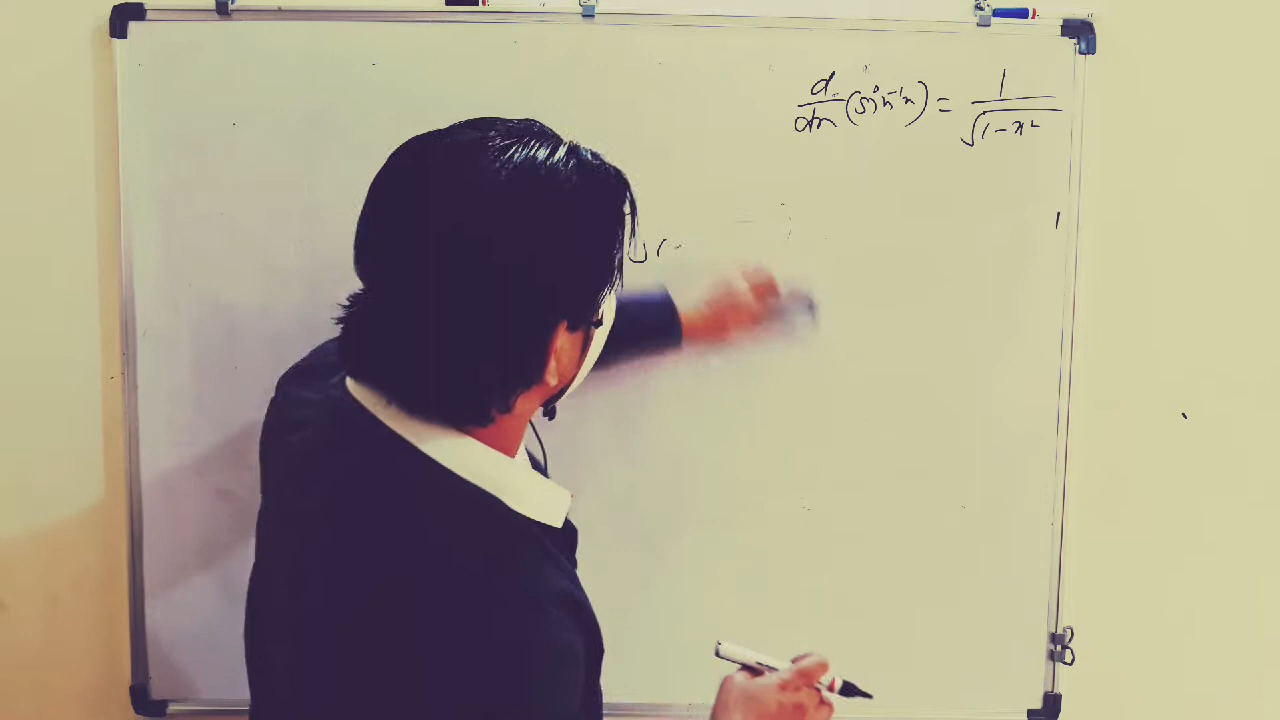 d/dx (sin⁻¹x) = 1/√(1-x²)